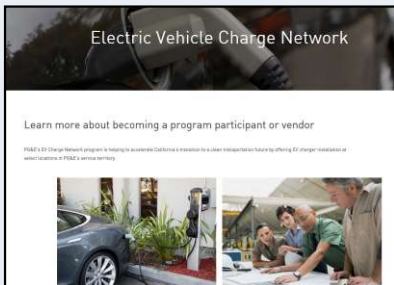 Electric Vehicle Charge Network
Learn more about becoming a program participant or vendor
PG&E's EV Charge Network program is helping to accelerate California's transition to a clean transportation future by offering EV charger installation at
select locations in PG&E's service territory.